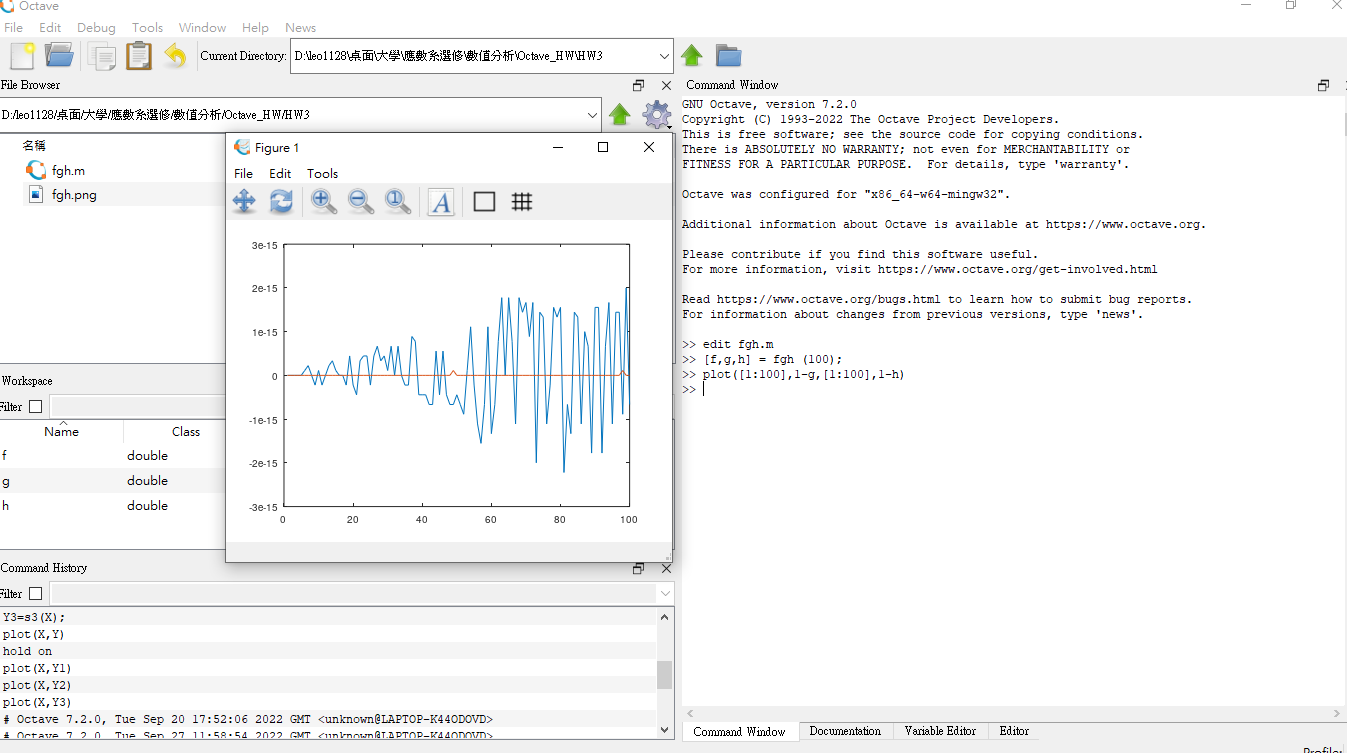 Octave
File Edit Debug Tools Window Help News
Current Directory: D:\leo1128\桌面\大學\應數系選修\數值分析\Octave_HW\HW3
File Browser
D:/leo1128/桌面/大學/應數系選修/數值分析/Octave_HW/HW3
名稱
fgh.m
fgh.png
Workspace
Filter
Name Class
f double
g double
h double
Figure 1
File Edit Tools
A
3e-15
2e-15
1e-15
0
-1e-15
-2e-15
-3e-15
0 20 40 60 80 100
Command History
Filter
Y3=s3(X);
plot(X,Y)
hold on
plot(X,Y1)
plot(X,Y2)
plot(X,Y3)
# Octave 7.2.0, Tue Sep 20 17:52:06 2022 GMT <unknown@LAPTOP-K44ODOVD>
# Octave 7.2.0, Tue Sep 27 11:58:54 2022 GMT <unknown@LAPTOP-K44ODOVD>
Command Window
GNU Octave, version 7.2.0
Copyright (C) 1993-2022 The Octave Project Developers.
This is free software; see the source code for copying conditions.
There is ABSOLUTELY NO WARRANTY; not even for MERCHANTABILITY or
FITNESS FOR A PARTICULAR PURPOSE.  For details, type 'warranty'.
Octave was configured for "x86_64-w64-mingw32".
Additional information about Octave is available at https://www.octave.org.
Please contribute if you find this software useful.
For more information, visit https://www.octave.org/get-involved.html
Read https://www.octave.org/bugs.html to learn how to submit bug reports.
For information about changes from previous versions, type 'news'.
>> edit fgh.m
>> [f,g,h] = fgh (100);
>> plot([1:100],1-g,[1:100],1-h)
>>
Command Window Documentation Variable Editor Editor
Profile: